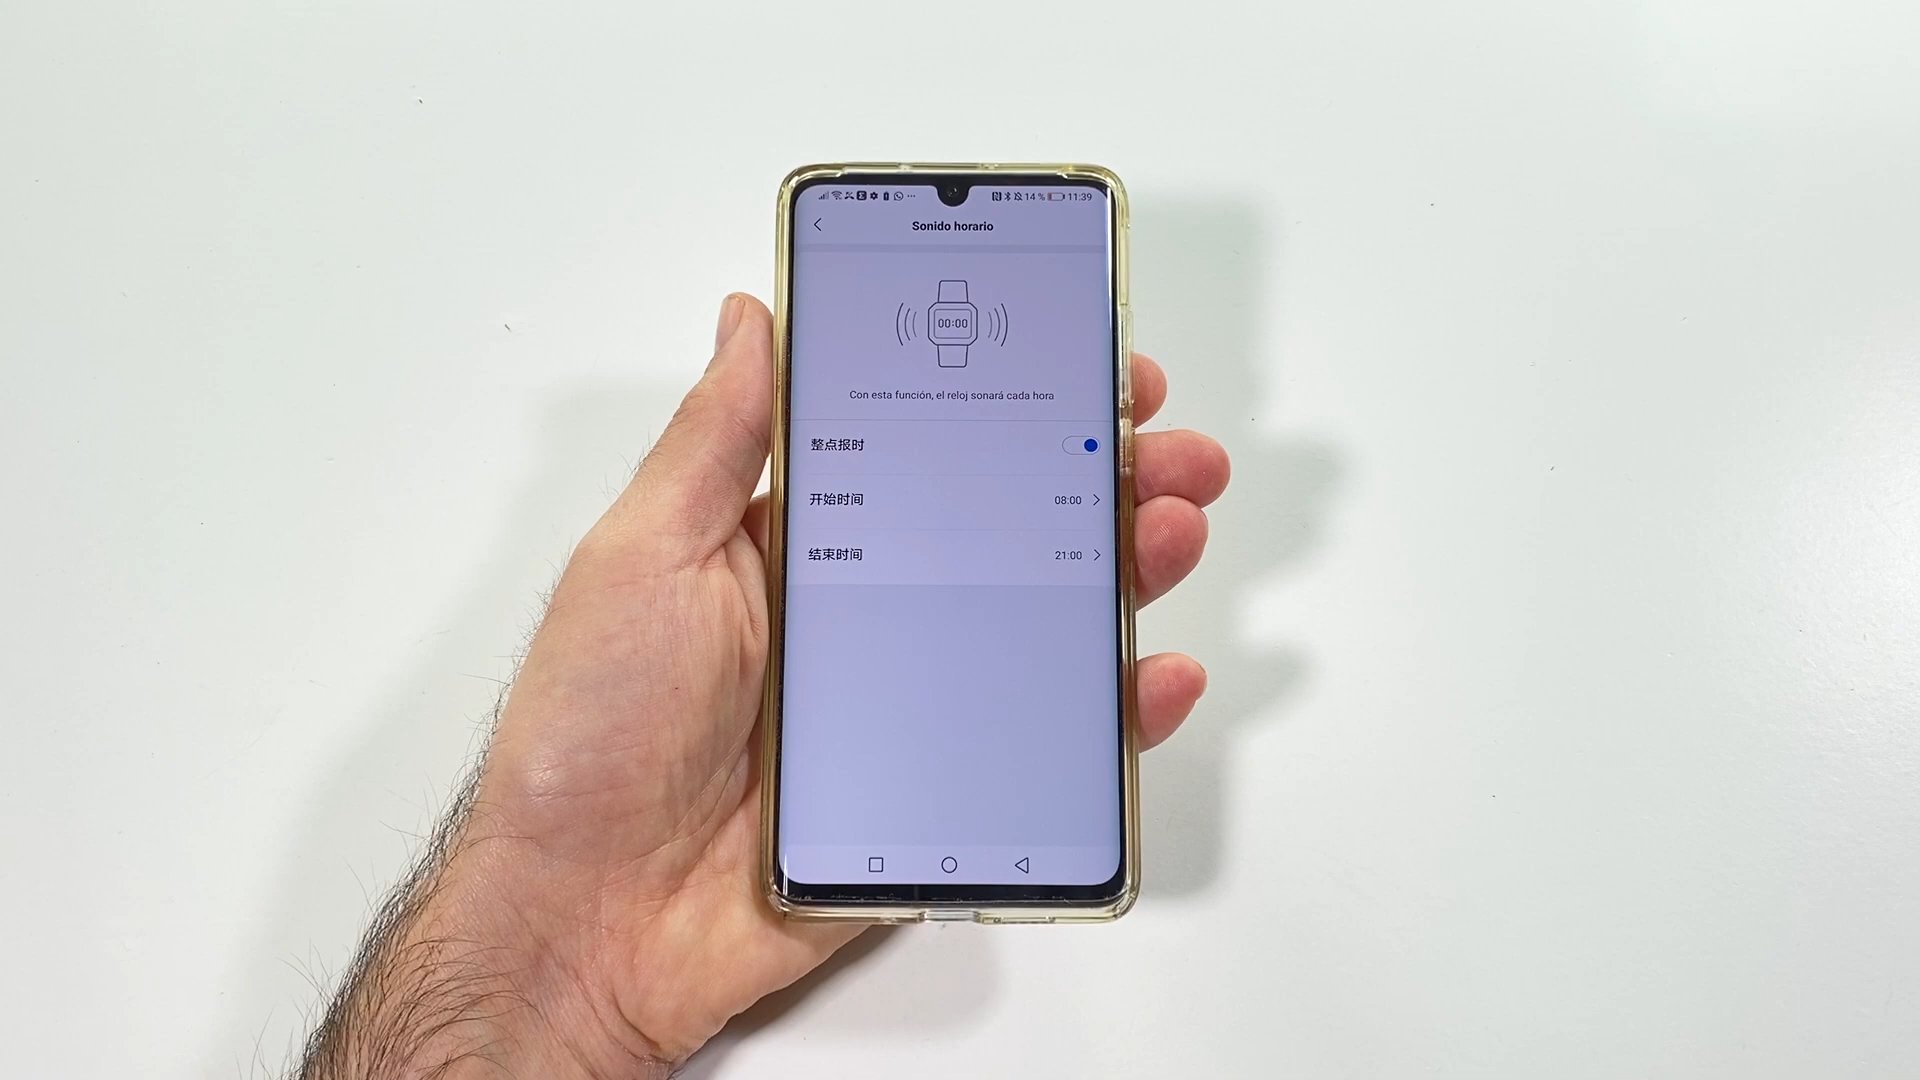 14 % 11:39
Sonido horario
00:00
Con esta función, el reloj sonará cada hora
整点报时
开始时间 08:00
结束时间 21:00